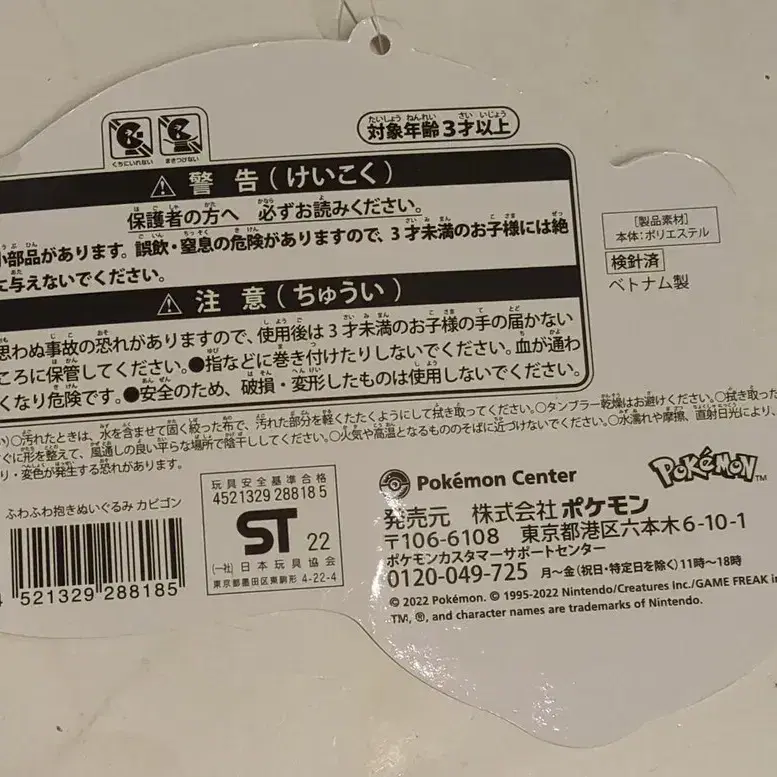 対象年齢3才以上
たいしょうねんれい さい いじょう
くちにいれない
まきつけない
警告(けいこく)
保護者の方へ 必ずお読みください。
小部品があります。誤飲・窒息の危険がありますので、3才未満のお子様には絶
に与えないでください。
注意(ちゅうい)
思わぬ事故の恐れがありますので、使用後は3才未満のお子様の手の届かない
ころに保管してください。●指などに巻き付けたりしないでください。血が通わ
くなり危険です。●安全のため、破損・変形したものは使用しないでください。
い)○汚れたときは、水を含ませて固く絞った布で、汚れた部分を軽くたたくようにして拭き取ってください。○タンブラー乾燥はお避けください。○拭き取った
ぐに形を整えて、風通しの良い平らな場所で陰干ししてください。○火気や高温となるもののそばに近づけないでください。○水濡れや摩擦、直射日光により、
り・変色が発生する恐れがあります。
[製品素材]
本体:ポリエステル
検針済
ベトナム製
ふわふわ抱きぬいぐるみ カビゴン
4 521329 288185
玩具安全基準合格
4521329 28818 5
ST 22
(一社)日本玩具協会
東京都墨田区東駒形 4-22-4
Pokémon Center
POKéMON TM
発売元 株式会社ポケモン
〒106-6108 東京都港区六本木6-10-1
ポケモンカスタマーサポートセンター
0120-049-725 月〜金(祝日・特定日を除く)11時〜18時
© 2022 Pokémon. © 1995-2022 Nintendo/Creatures Inc./GAME FREAK in
TM, ®, and character names are trademarks of Nintendo.